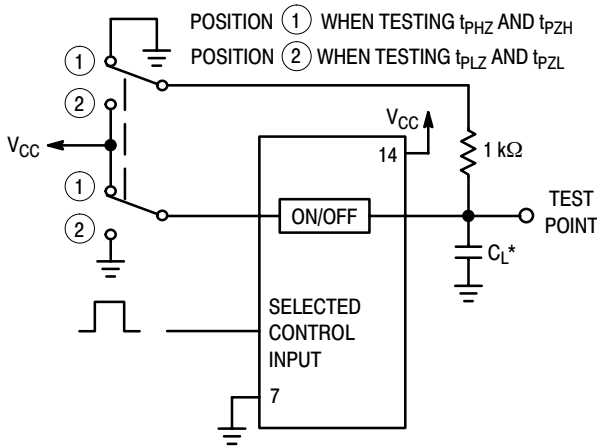 POSITION 1 WHEN TESTING tPHZ AND tPZH
POSITION 2 WHEN TESTING tPLZ AND tPZL
1
2
VCC
1
2
VCC
14
1 kΩ
ON/OFF
TEST
POINT
CL*
SELECTED
CONTROL
INPUT
7